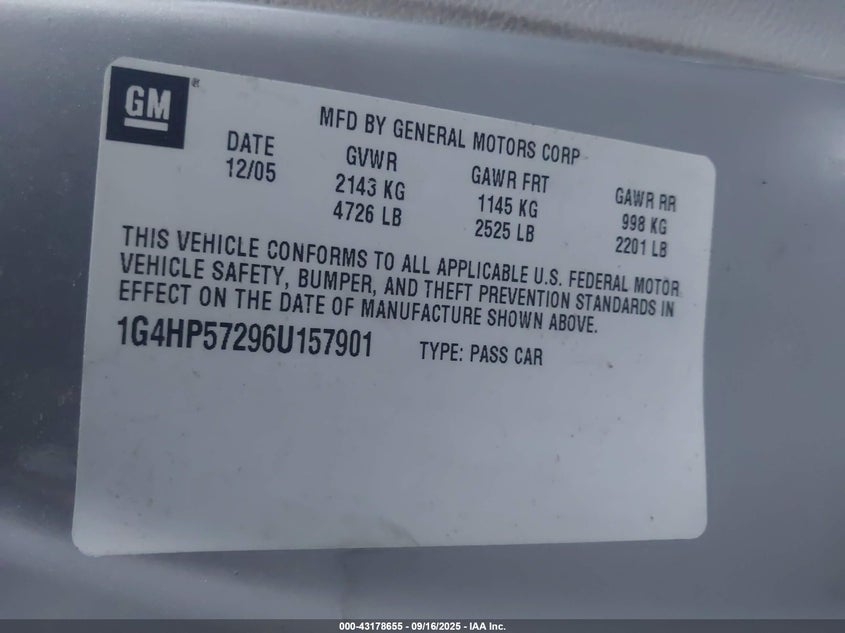 GM
MFD BY GENERAL MOTORS CORP
DATE GVWR GAWR FRT GAWR RR
12/05 2143 KG 1145 KG 998 KG
4726 LB 2525 LB 2201 LB
THIS VEHICLE CONFORMS TO ALL APPLICABLE U.S. FEDERAL MOTOR
VEHICLE SAFETY, BUMPER, AND THEFT PREVENTION STANDARDS IN
EFFECT ON THE DATE OF MANUFACTURE SHOWN ABOVE.
1G4HP57296U157901 TYPE: PASS CAR
000-43178655 - 09/16/2025 - IAA Inc.